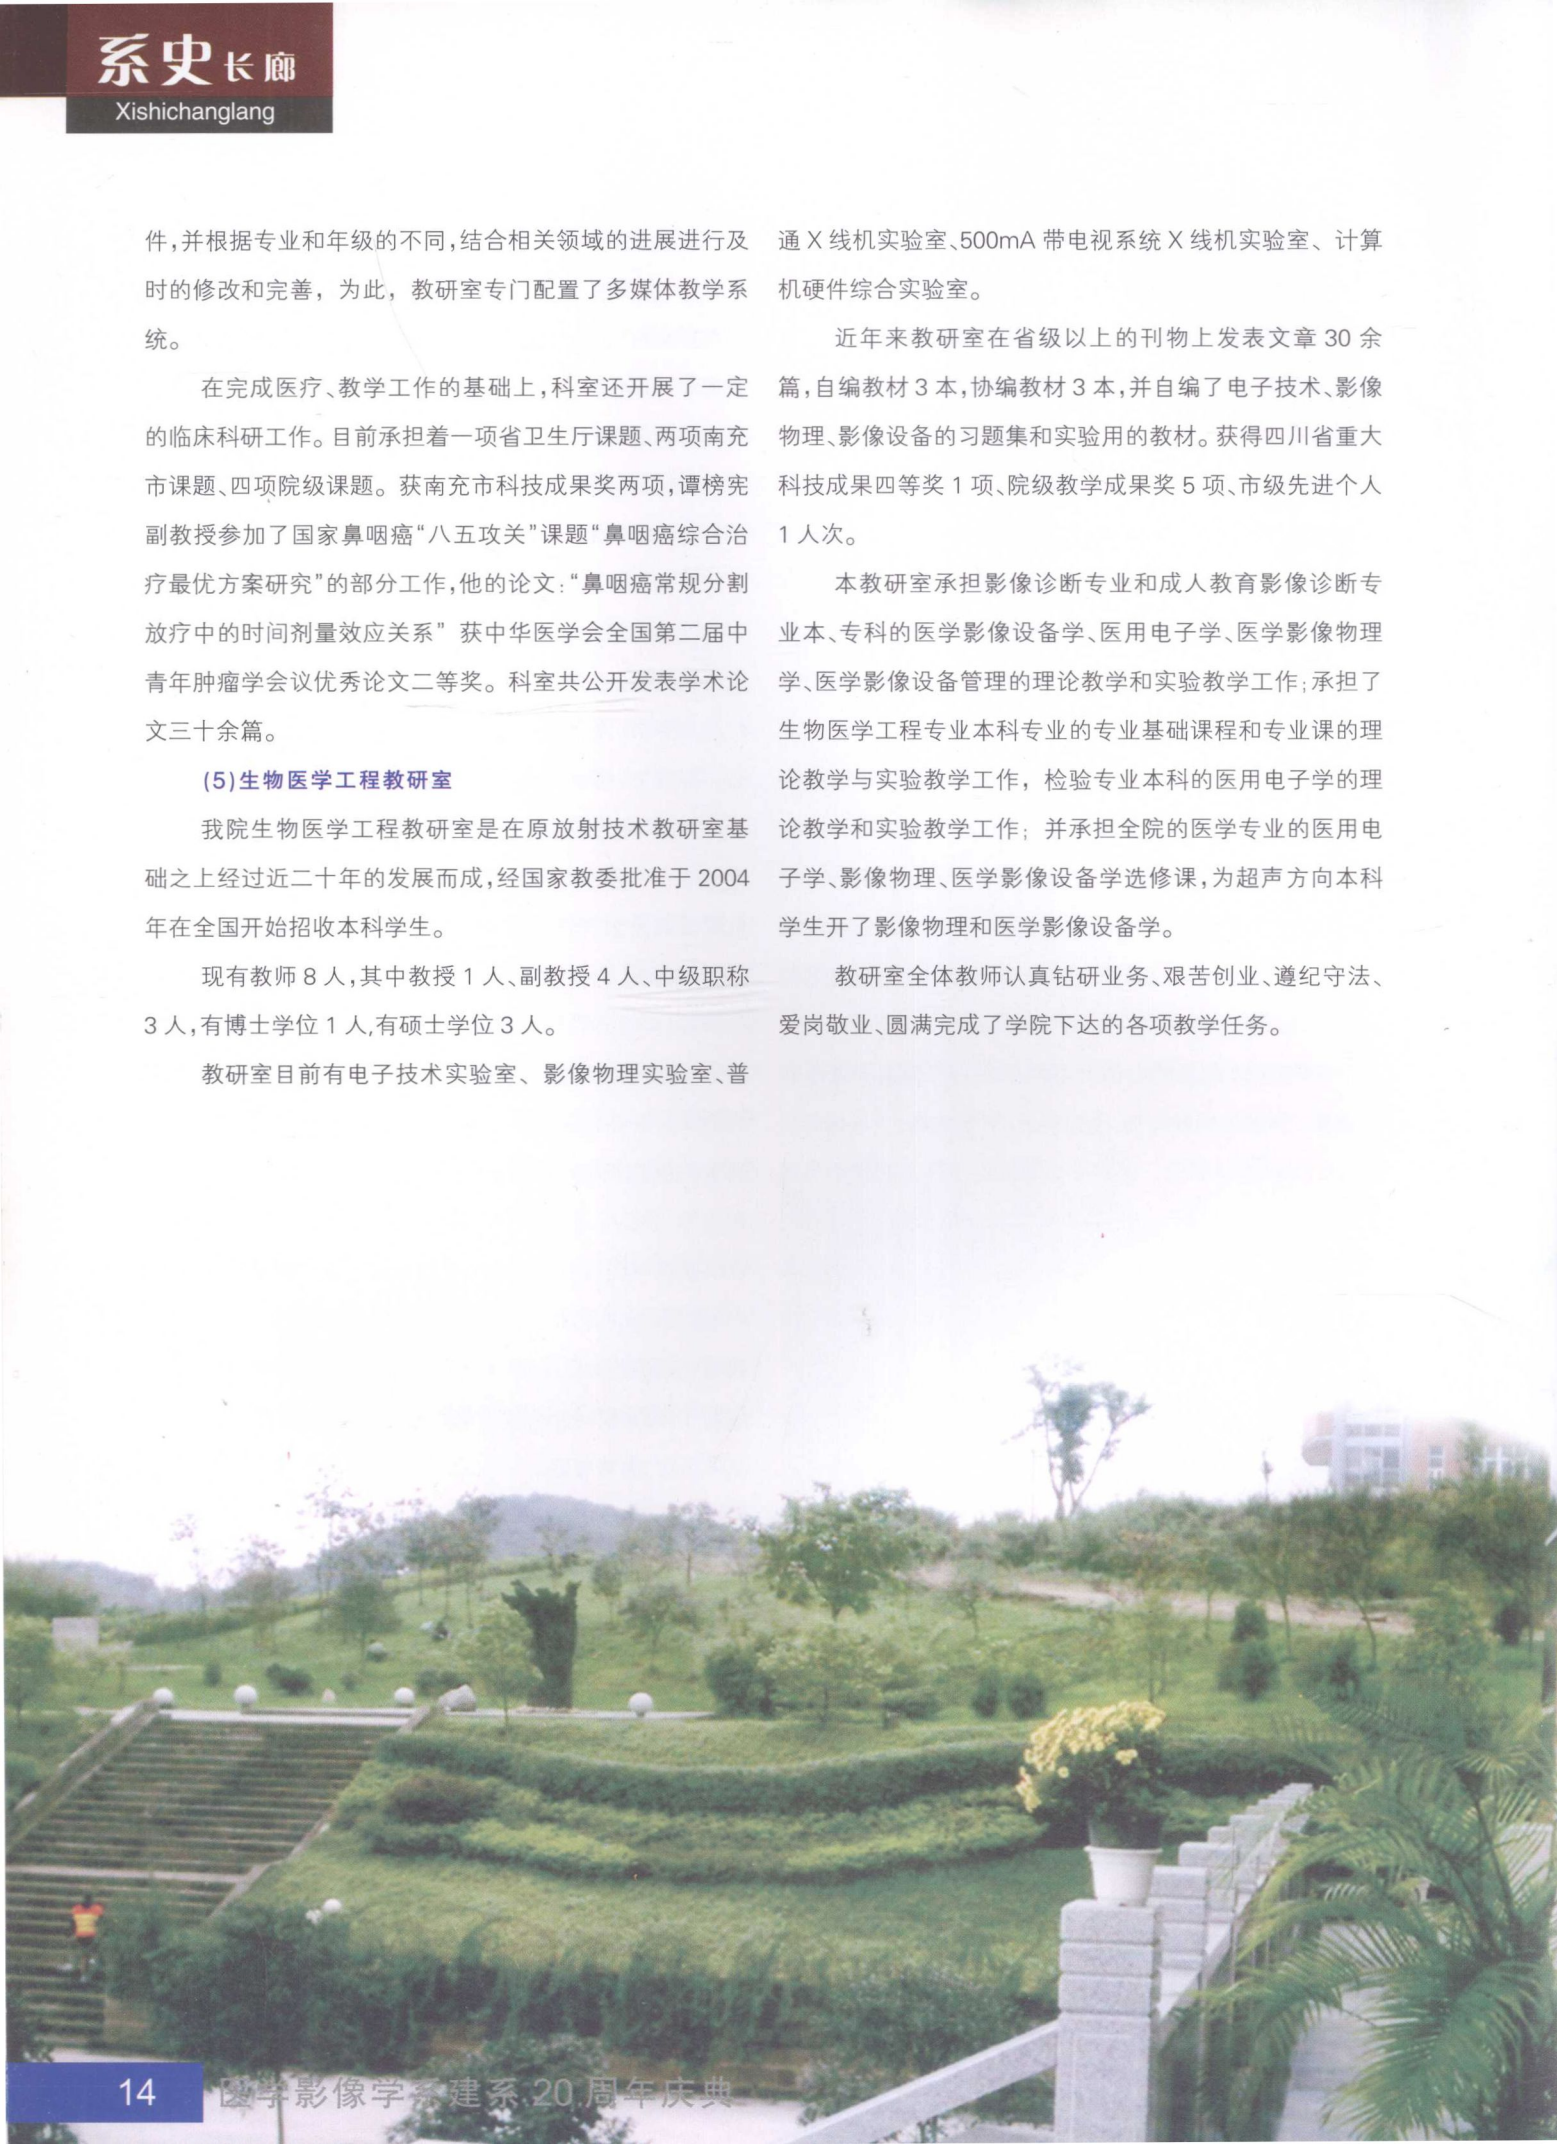 系史长廊
Xishichanglang
件,并根据专业和年级的不同,结合相关领域的进展进行及
时的修改和完善，为此，教研室专门配置了多媒体教学系
统。
在完成医疗、教学工作的基础上,科室还开展了一定
的临床科研工作。目前承担着一项省卫生厅课题、两项南充
市课题、四项院级课题。获南充市科技成果奖两项,谭榜宪
副教授参加了国家鼻咽癌“八五攻关”课题“鼻咽癌综合治
疗最优方案研究”的部分工作,他的论文:“鼻咽癌常规分割
放疗中的时间剂量效应关系” 获中华医学会全国第二届中
青年肿瘤学会议优秀论文二等奖。科室共公开发表学术论
文三十余篇。
(5)生物医学工程教研室
我院生物医学工程教研室是在原放射技术教研室基
础之上经过近二十年的发展而成,经国家教委批准于 2004
年在全国开始招收本科学生。
现有教师 8 人,其中教授 1 人、副教授 4 人、中级职称
3 人,有博士学位 1 人,有硕士学位 3 人。
教研室目前有电子技术实验室、影像物理实验室、普
通 X 线机实验室、500mA 带电视系统 X 线机实验室、计算
机硬件综合实验室。
近年来教研室在省级以上的刊物上发表文章 30 余
篇,自编教材 3 本,协编教材 3 本,并自编了电子技术、影像
物理、影像设备的习题集和实验用的教材。获得四川省重大
科技成果四等奖 1 项、院级教学成果奖 5 项、市级先进个人
1 人次。
本教研室承担影像诊断专业和成人教育影像诊断专
业本、专科的医学影像设备学、医用电子学、医学影像物理
学、医学影像设备管理的理论教学和实验教学工作;承担了
生物医学工程专业本科专业的专业基础课程和专业课的理
论教学与实验教学工作，检验专业本科的医用电子学的理
论教学和实验教学工作；并承担全院的医学专业的医用电
子学、影像物理、医学影像设备学选修课,为超声方向本科
学生开了影像物理和医学影像设备学。
教研室全体教师认真钻研业务、艰苦创业、遵纪守法、
爱岗敬业、圆满完成了学院下达的各项教学任务。
14 医学影像学系建系 20 周年庆典